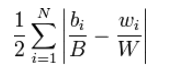 $\frac{1}{2} \sum_{i=1}^{N} \left| \frac{b_i}{B} - \frac{w_i}{W} \right|$